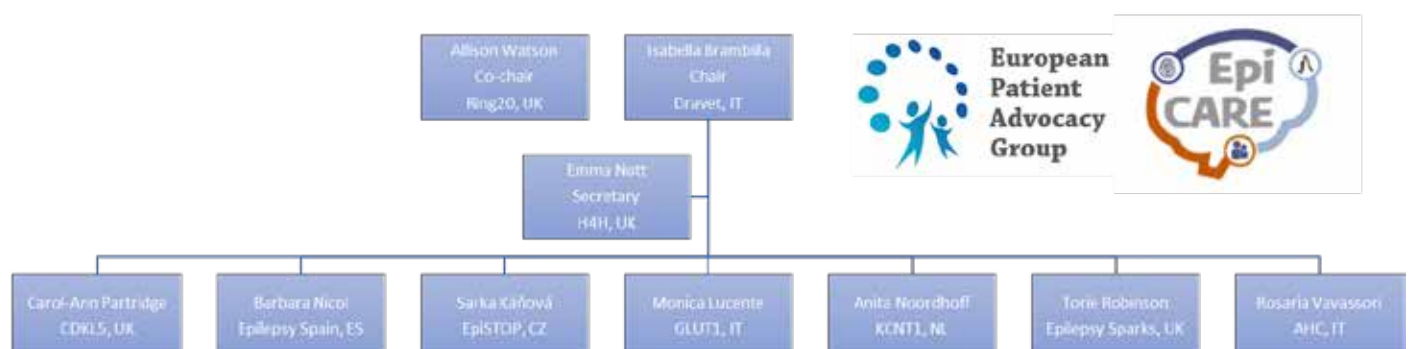 Allison Watson
Co-chair
Ring20, UK
Isabella Brambilla
Chair
Dravet, IT
European
Patient
Advocacy
Group
Epi
CARE
Emma Nott
Secretary
H4H, UK
Carol-Ann Partridge
CDKL5, UK
Barbara Nicol
Epilepsy Spain, ES
Sarka Káňová
EpiSTOP, CZ
Monica Lucente
GLUT1, IT
Anita Noordhoff
KCNT1, NL
Torie Robinson
Epilepsy Sparks, UK
Rosaria Vavassori
AHC, IT